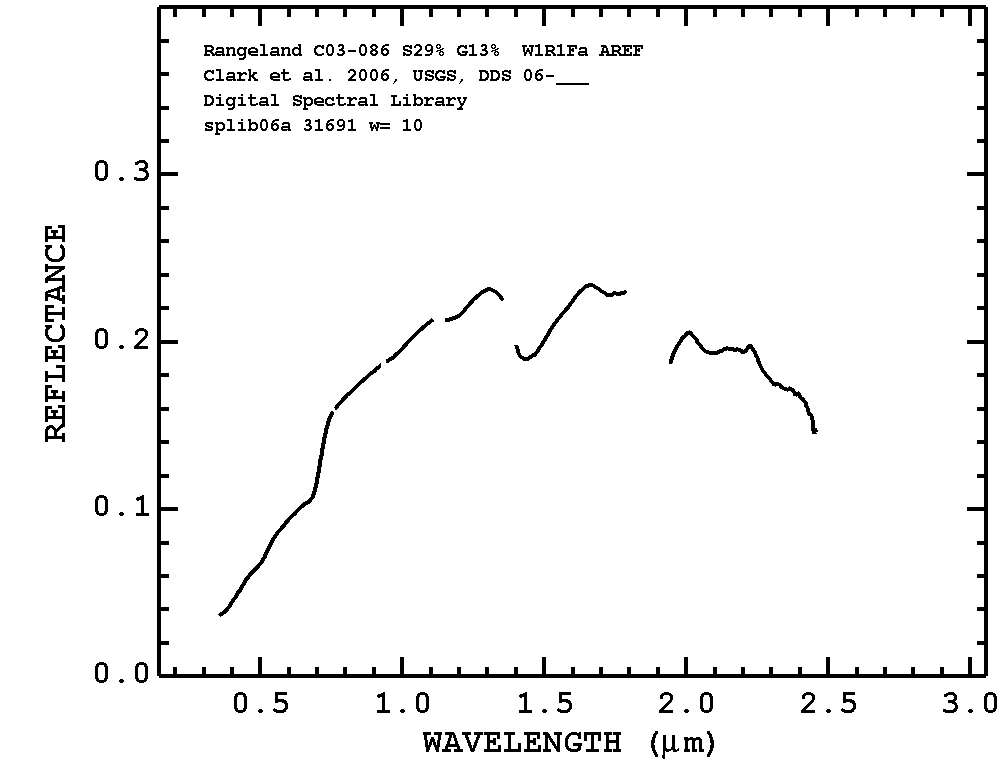 Rangeland C03-086 S29% G13% W1R1Fa AREF
Clark et al. 2006, USGS, DDS 06-___
Digital Spectral Library
splib06a 31691 w= 10
REFLECTANCE
0.3
0.2
0.1
0.0
0.5 1.0 1.5 2.0 2.5 3.0
WAVELENGTH (μm)